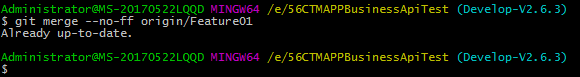 Administrator@MS-20170522LQQD MINGW64 /e/56CTMAPPBusinessApiTest (Develop-V2.6.3)
$ git merge --no-ff origin/Feature01
Already up-to-date.
Administrator@MS-20170522LQQD MINGW64 /e/56CTMAPPBusinessApiTest (Develop-V2.6.3)
$